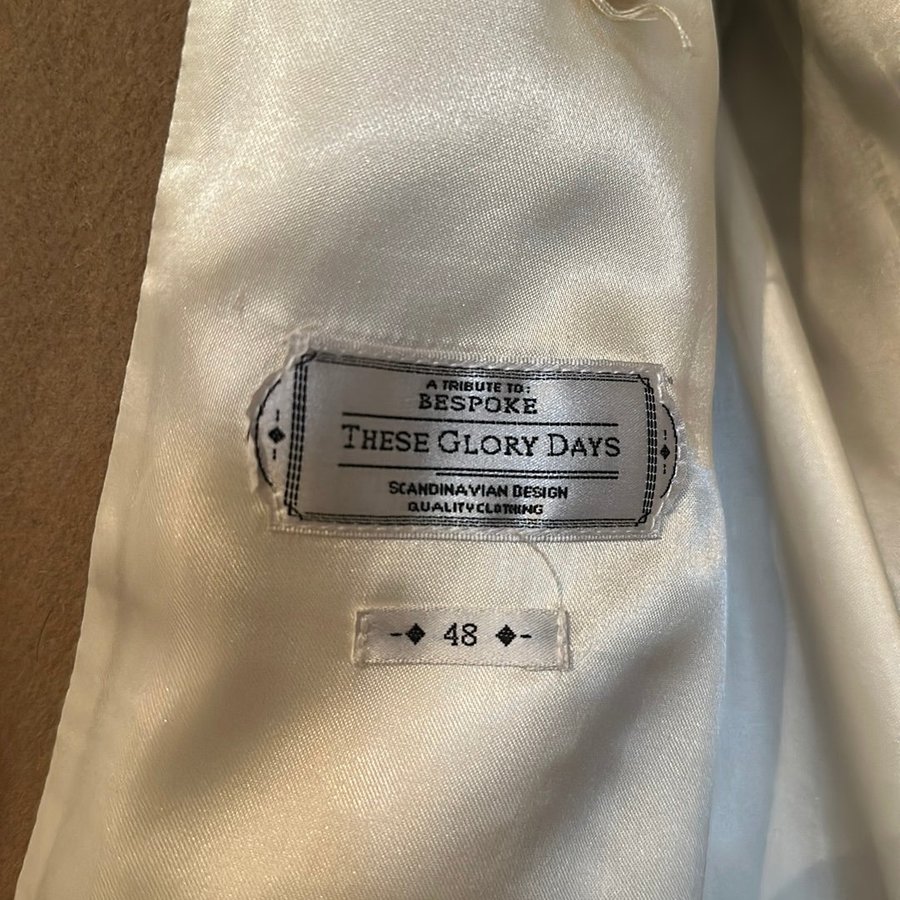 A TRIBUTE TO:
BESPOKE
THESE GLORY DAYS
SCANDINAVIAN DESIGN
QUALITY CLOTHING
48